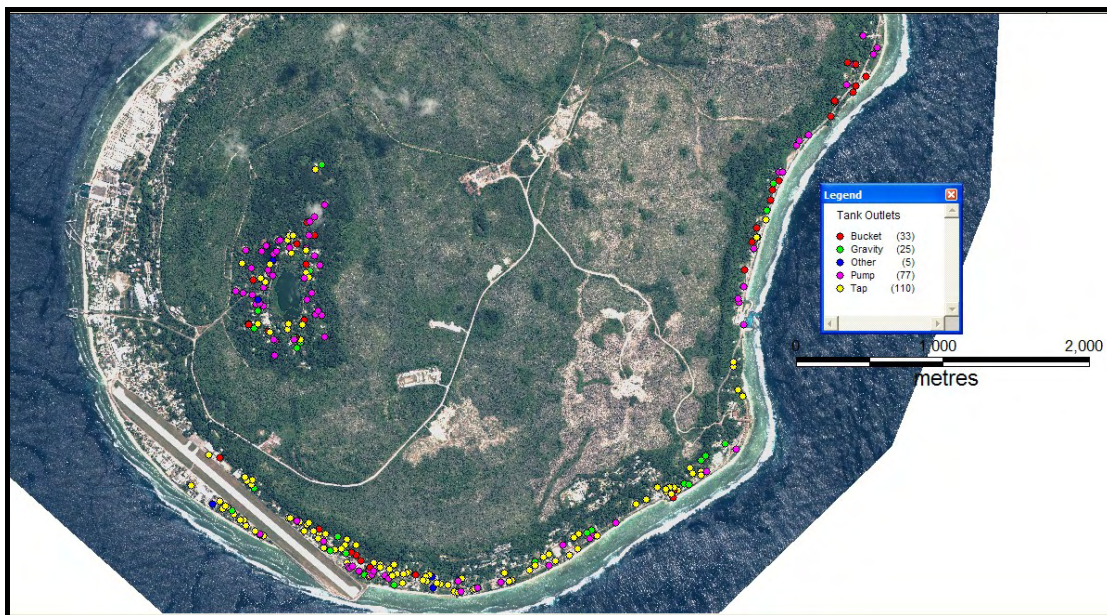 Legend
Tank Outlets
Bucket (33)
Gravity (25)
Other (5)
Pump (77)
Tap (110)
0 1,000 2,000
metres